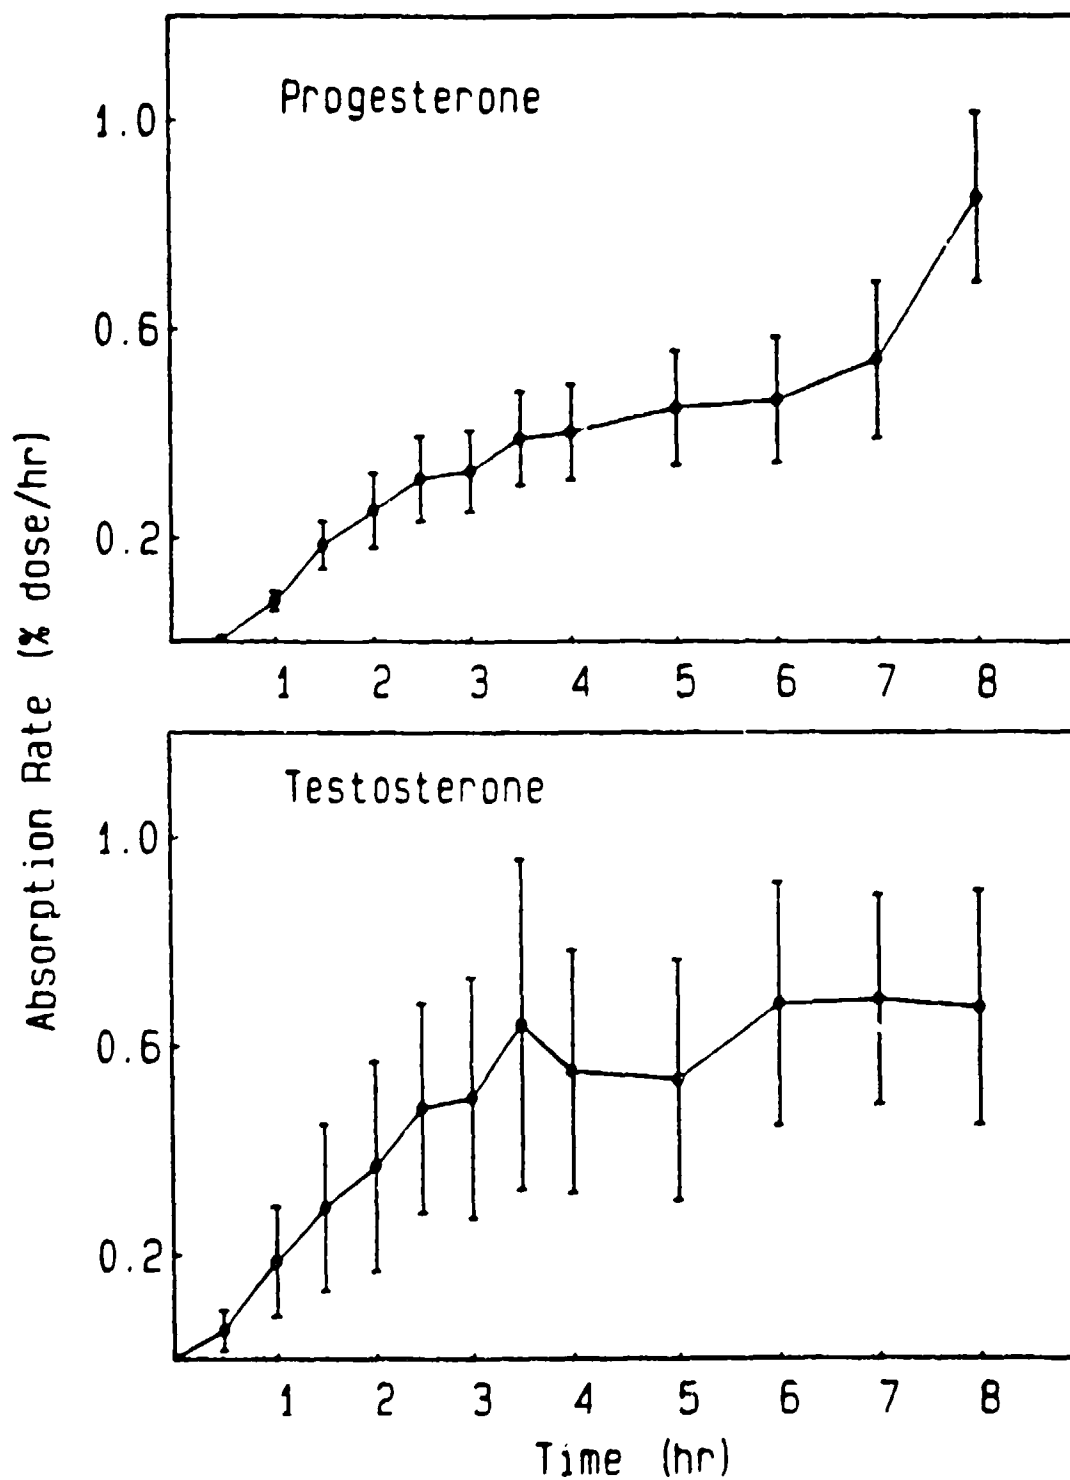 Progesterone
1.0
0.6
0.2
1 2 3 4 5 6 7 8
Absorption Rate (% dose/hr)
Testosterone
1.0
0.6
0.2
1 2 3 4 5 6 7 8
Time (hr)